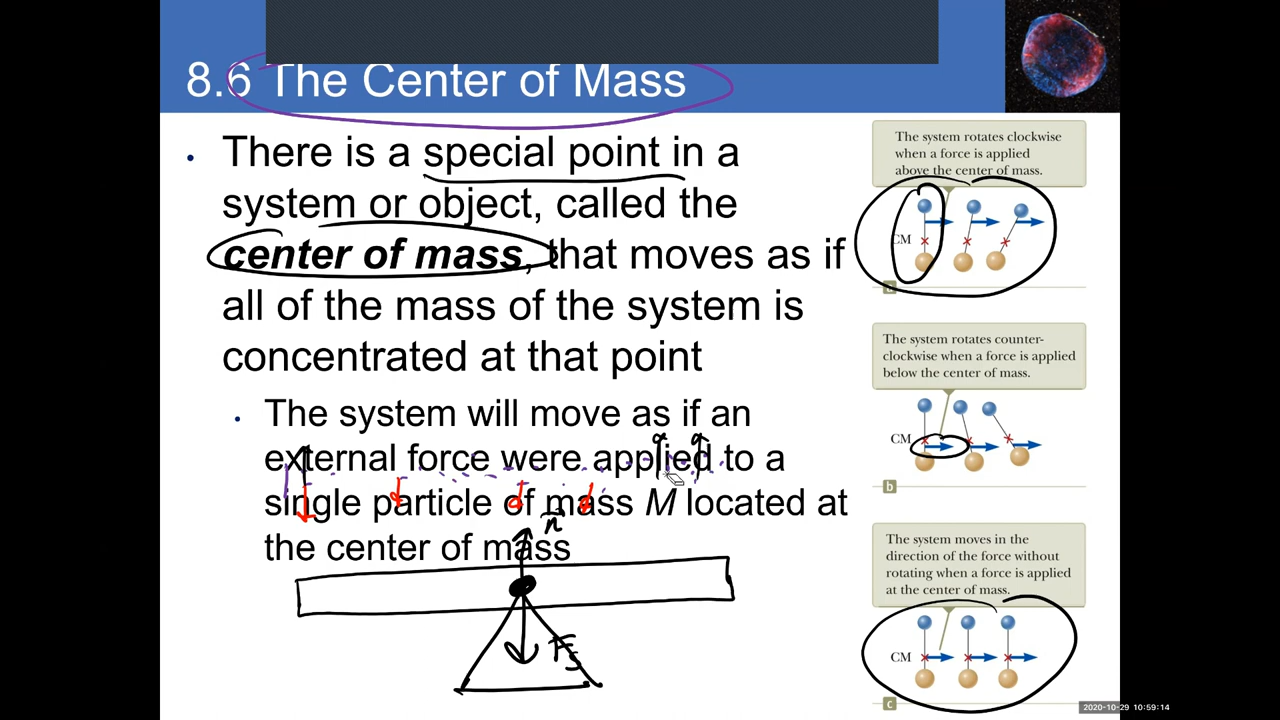 8.6 The Center of Mass
• There is a special point in a
system or object, called the
center of mass, that moves as if
all of the mass of the system is
concentrated at that point
• The system will move as if an
external force were applied to a
single particle of mass M located at
the center of mass
n
Fg
The system rotates clockwise
when a force is applied
above the center of mass.
CM
a
The system rotates counter-
clockwise when a force is applied
below the center of mass.
CM
b
The system moves in the
direction of the force without
rotating when a force is applied
at the center of mass.
CM
c
2020-10-29 10:59:14